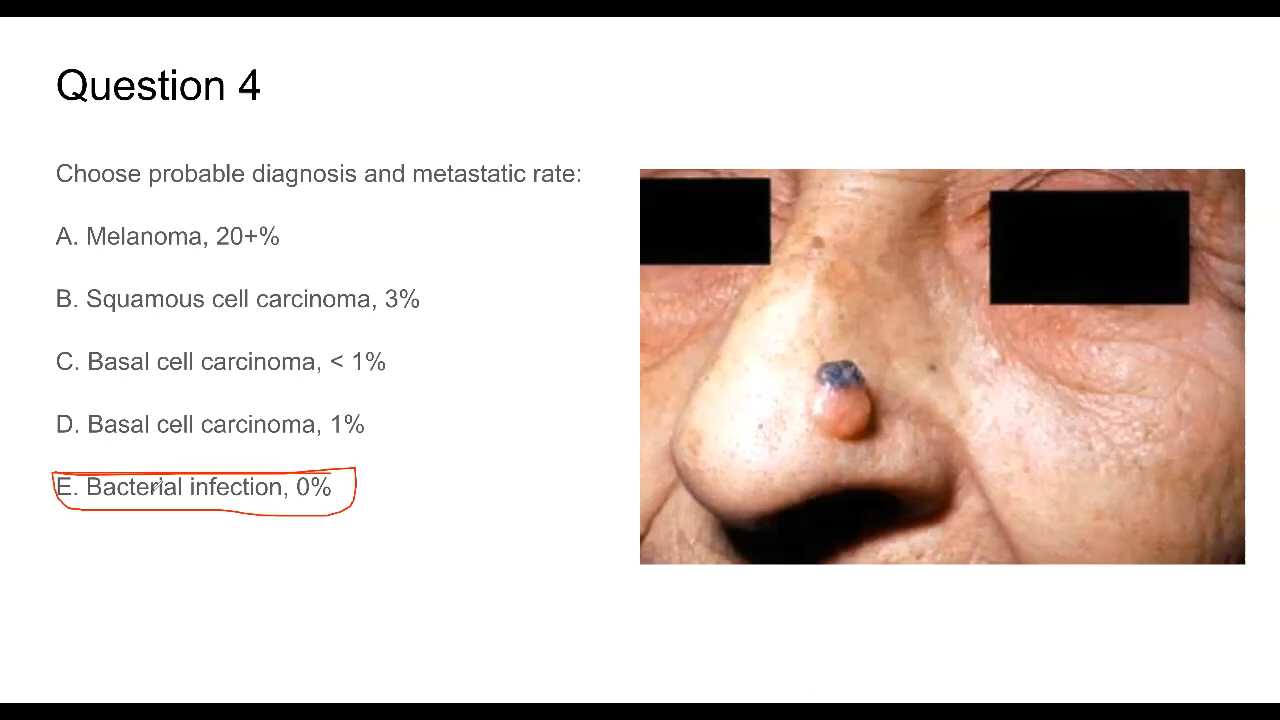 Question 4
Choose probable diagnosis and metastatic rate:
A. Melanoma, 20+%
B. Squamous cell carcinoma, 3%
C. Basal cell carcinoma, < 1%
D. Basal cell carcinoma, 1%
E. Bacterial infection, 0%